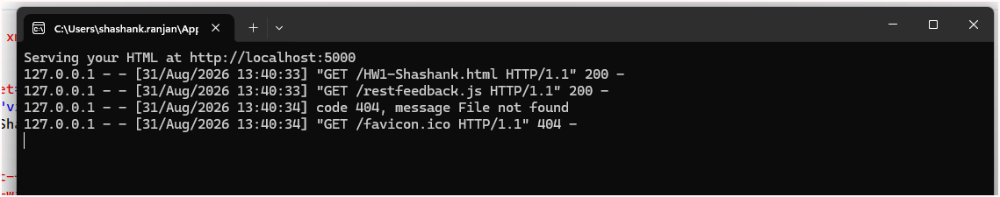 C:\Users\shashank.ranjan\App
Serving your HTML at http://localhost:5000
127.0.0.1 - - [31/Aug/2026 13:40:33] "GET /HW1-Shashank.html HTTP/1.1" 200 -
127.0.0.1 - - [31/Aug/2026 13:40:33] "GET /restfeedback.js HTTP/1.1" 200 -
127.0.0.1 - - [31/Aug/2026 13:40:34] code 404, message File not found
127.0.0.1 - - [31/Aug/2026 13:40:34] "GET /favicon.ico HTTP/1.1" 404 -